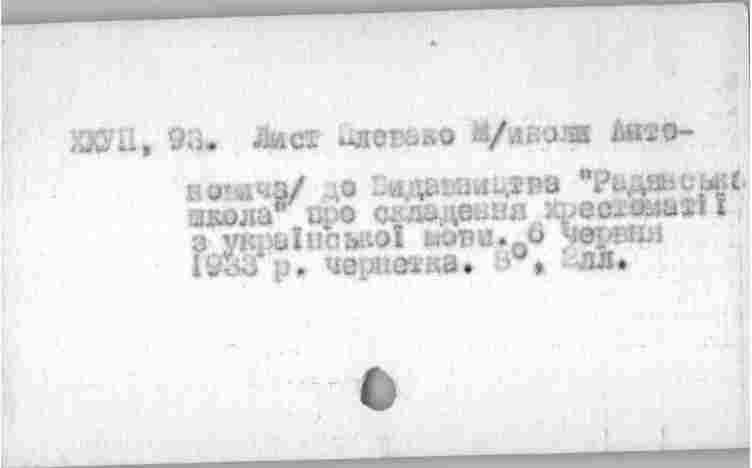 ХХУП, 93. Лист Плевако М/иколи Анто-
новича/ до Видавництва "Радянська
школа" про складення хрестоматії
з української мови. 6 червня
1933 р. чернетка. 8°, 2лл.